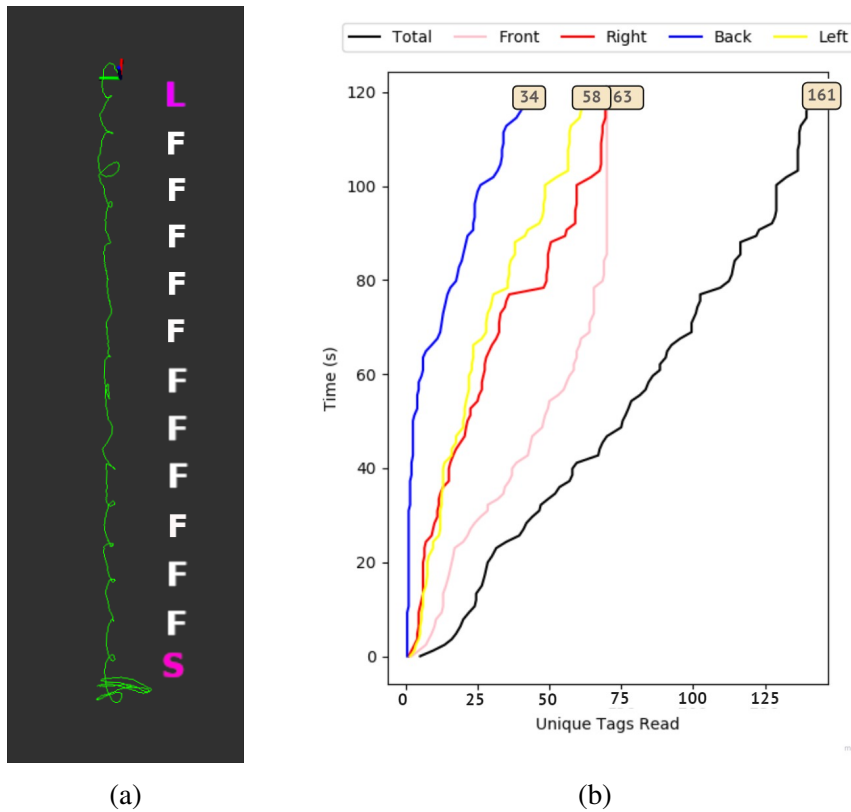 L
F
F
F
F
F
F
F
F
F
F
F
S
(a)
Total Front Right Back Left
34 58 63 161
120
100
80
60
40
20
0
Time (s)
0 25 50 75 100 125
Unique Tags Read
m
(b)